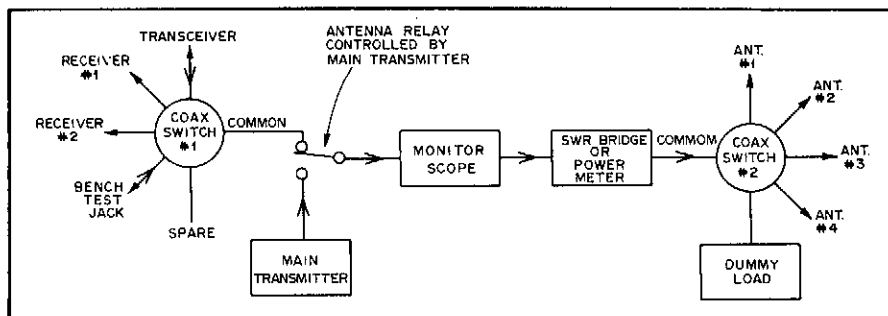 TRANSCEIVER
RECEIVER
#1
RECEIVER
#2
BENCH
TEST
JACK
SPARE
COAX
SWITCH
#1
COMMON
ANTENNA RELAY
CONTROLLED BY
MAIN TRANSMITTER
MAIN
TRANSMITTER
MONITOR
SCOPE
SWR BRIDGE
OR
POWER
METER
COMMOM
COAX
SWITCH
#2
ANT.
#1
ANT.
#2
ANT.
#3
ANT.
#4
DUMMY
LOAD